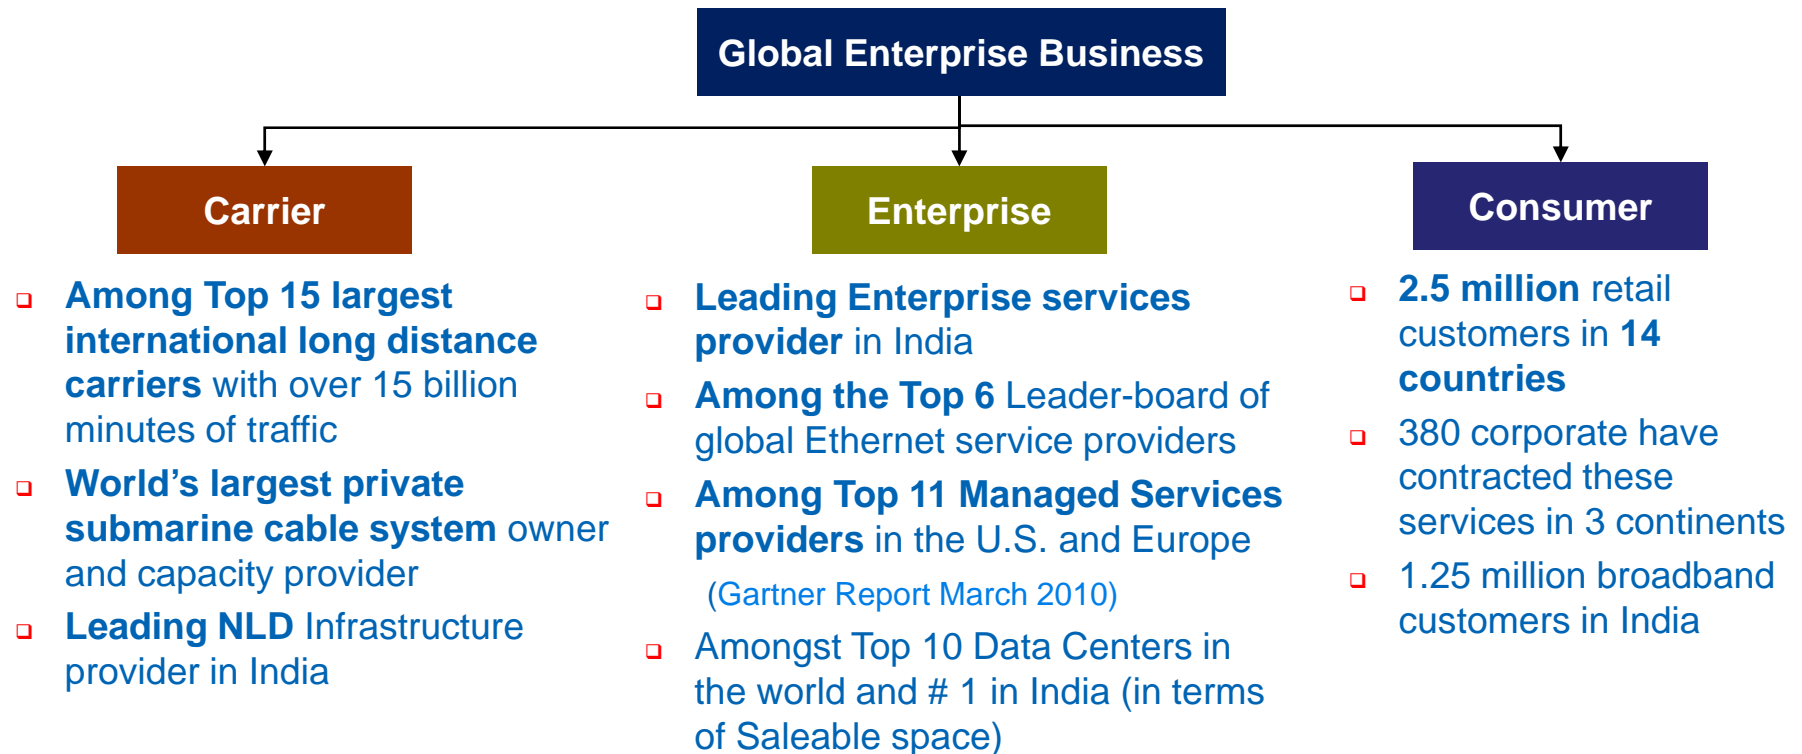 Global Enterprise Business
Carrier
Among Top 15 largest
international long distance
carriers with over 15 billion
minutes of traffic
World’s largest private
submarine cable system owner
and capacity provider
Leading NLD Infrastructure
provider in India
Enterprise
Leading Enterprise services
provider in India
Among the Top 6 Leader-board of
global Ethernet service providers
Among Top 11 Managed Services
providers in the U.S. and Europe
(Gartner Report March 2010)
Amongst Top 10 Data Centers in
the world and # 1 in India (in terms
of Saleable space)
Consumer
2.5 million retail
customers in 14
countries
380 corporate have
contracted these
services in 3 continents
1.25 million broadband
customers in India